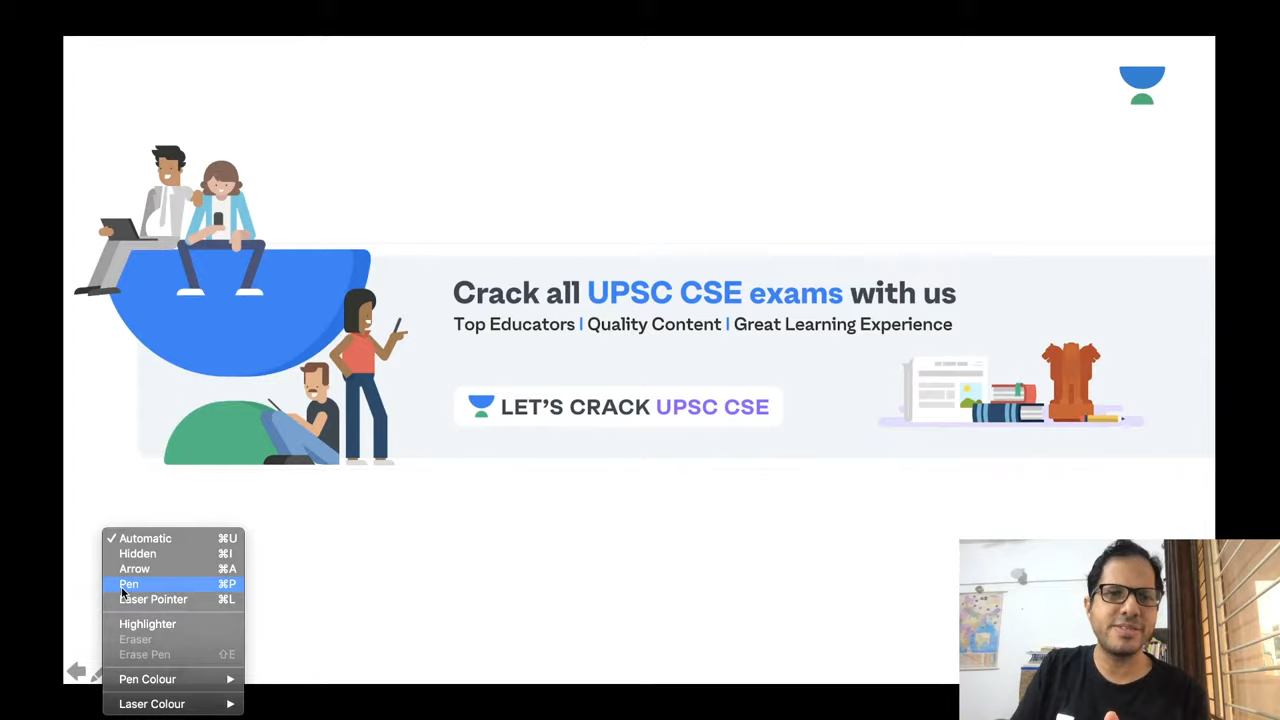 Crack all UPSC CSE exams with us
Top Educators | Quality Content | Great Learning Experience
LET'S CRACK UPSC CSE
✓ Automatic ⌘U
Hidden ⌘I
Arrow ⌘A
Pen ⌘P
Laser Pointer ⌘L
Highlighter
Eraser
Erase Pen ⇧E
Pen Colour ▶
Laser Colour ▶